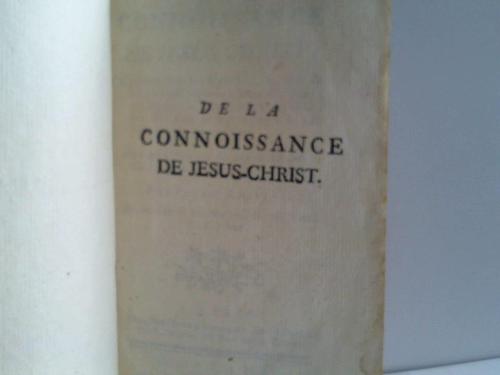 DE LA
CONNOISSANCE
DE JESUS-CHRIST.